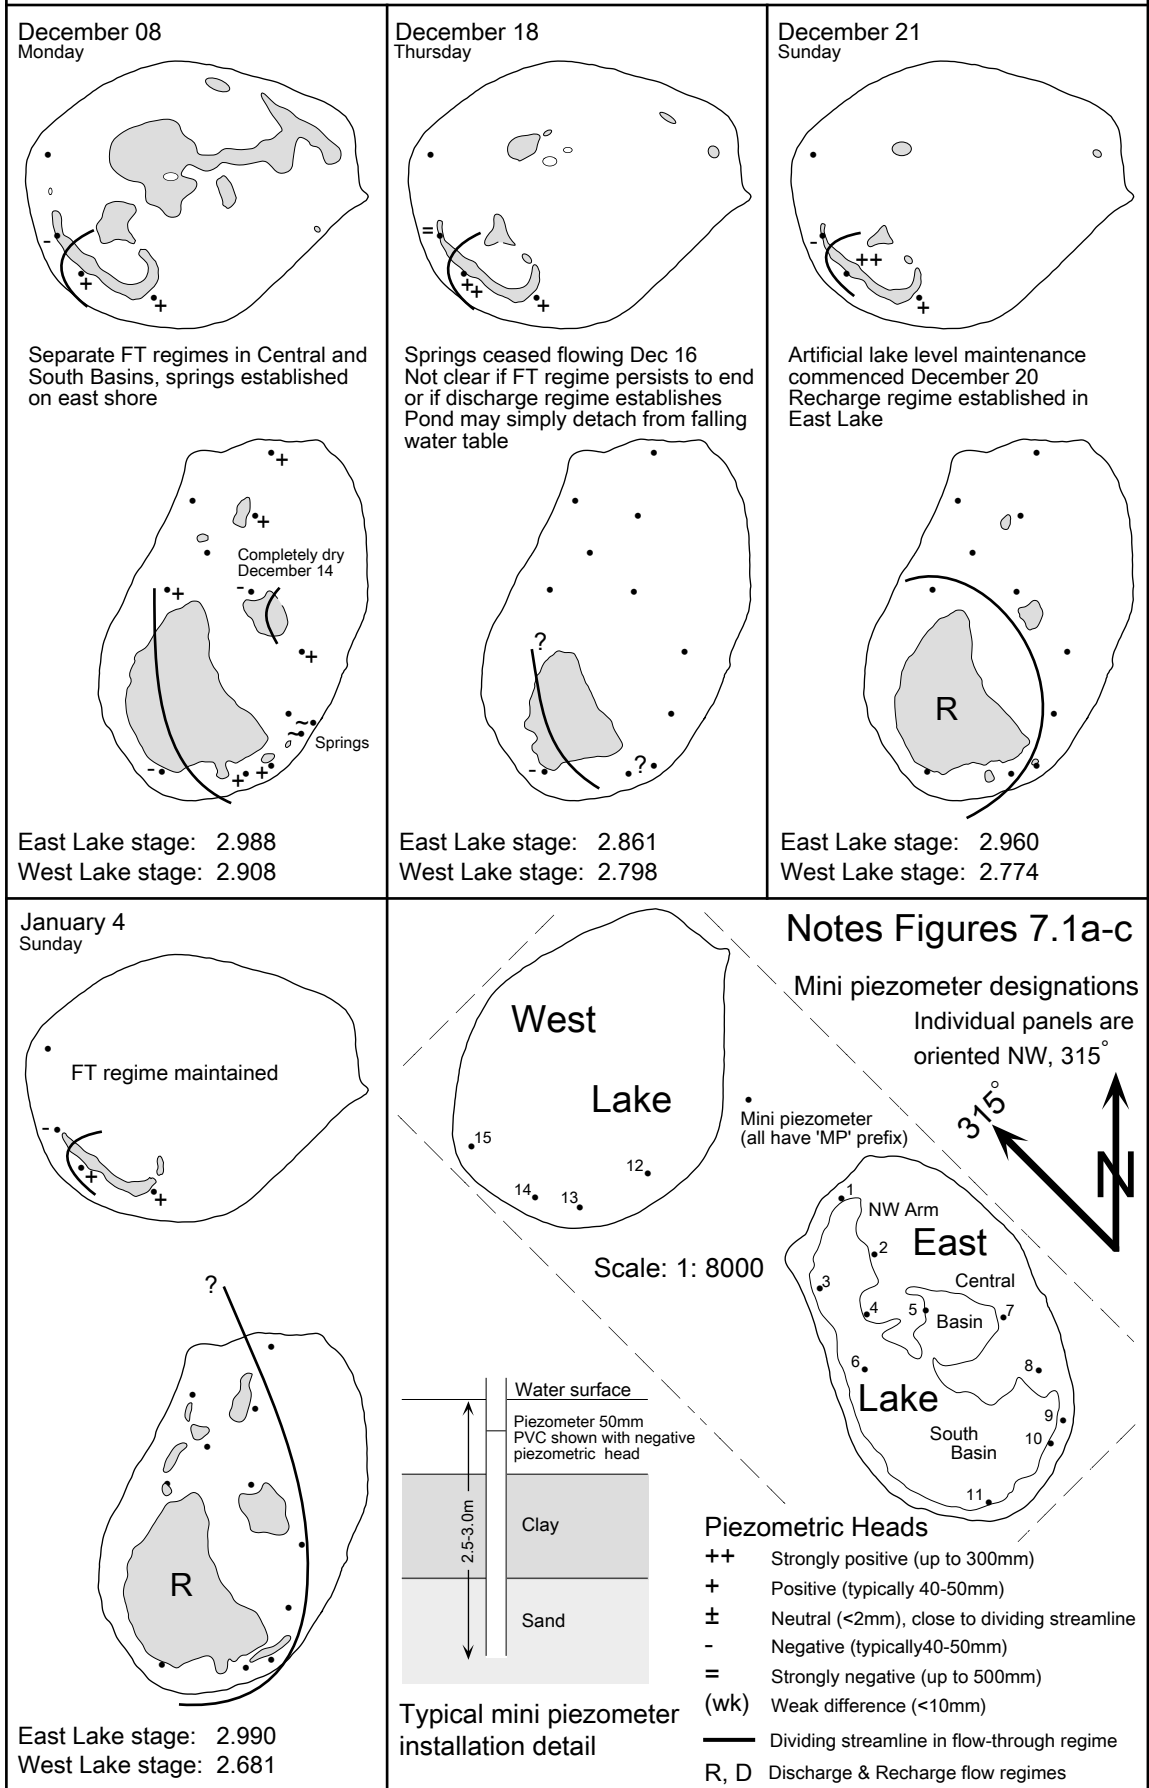 December 08
Monday
-
+
+
Separate FT regimes in Central and
South Basins, springs established
on east shore
+
+
Completely dry
December 14
+
-
+
~
~
Springs
-
+
+
East Lake stage: 2.988
West Lake stage: 2.908
December 18
Thursday
=
+
+
+
Springs ceased flowing Dec 16
Not clear if FT regime persists to end
or if discharge regime establishes
Pond may simply detach from falling
water table
?
-
?
East Lake stage: 2.861
West Lake stage: 2.798
December 21
Sunday
-
++
+
Artificial lake level maintenance
commenced December 20
Recharge regime established in
East Lake
R
East Lake stage: 2.960
West Lake stage: 2.774
January 4
Sunday
FT regime maintained
-
+
+
?
R
East Lake stage: 2.990
West Lake stage: 2.681
Notes Figures 7.1a-c
Mini piezometer designations
Individual panels are
oriented NW, 315°
315°
N
West
Lake
Mini piezometer
(all have 'MP' prefix)
15
12
14
13
1
NW Arm
East
2
Scale: 1: 8000
3
Central
4
5
Basin
7
6
8
Lake
9
South
Basin
10
11
Water surface
Piezometer 50mm
PVC shown with negative
piezometric head
2.5-3.0m
Clay
Sand
Typical mini piezometer
installation detail
Piezometric Heads
++ Strongly positive (up to 300mm)
+ Positive (typically 40-50mm)
± Neutral (<2mm), close to dividing streamline
- Negative (typically40-50mm)
= Strongly negative (up to 500mm)
(wk) Weak difference (<10mm)
Dividing streamline in flow-through regime
R, D Discharge & Recharge flow regimes